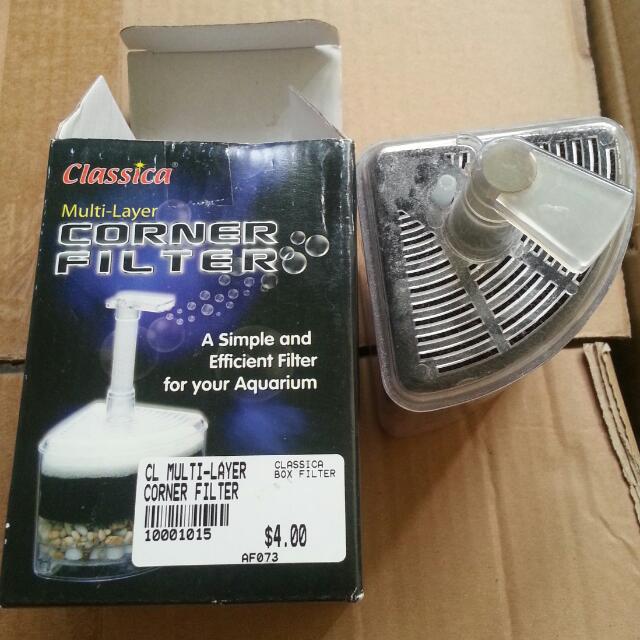 Classica®
Multi-Layer
CORNER
FILTER
A Simple and
Efficient Filter
for your Aquarium
CL MULTI-LAYER
CORNER FILTER
CLASSICA
BOX FILTER
10001015
$4.00
AF073